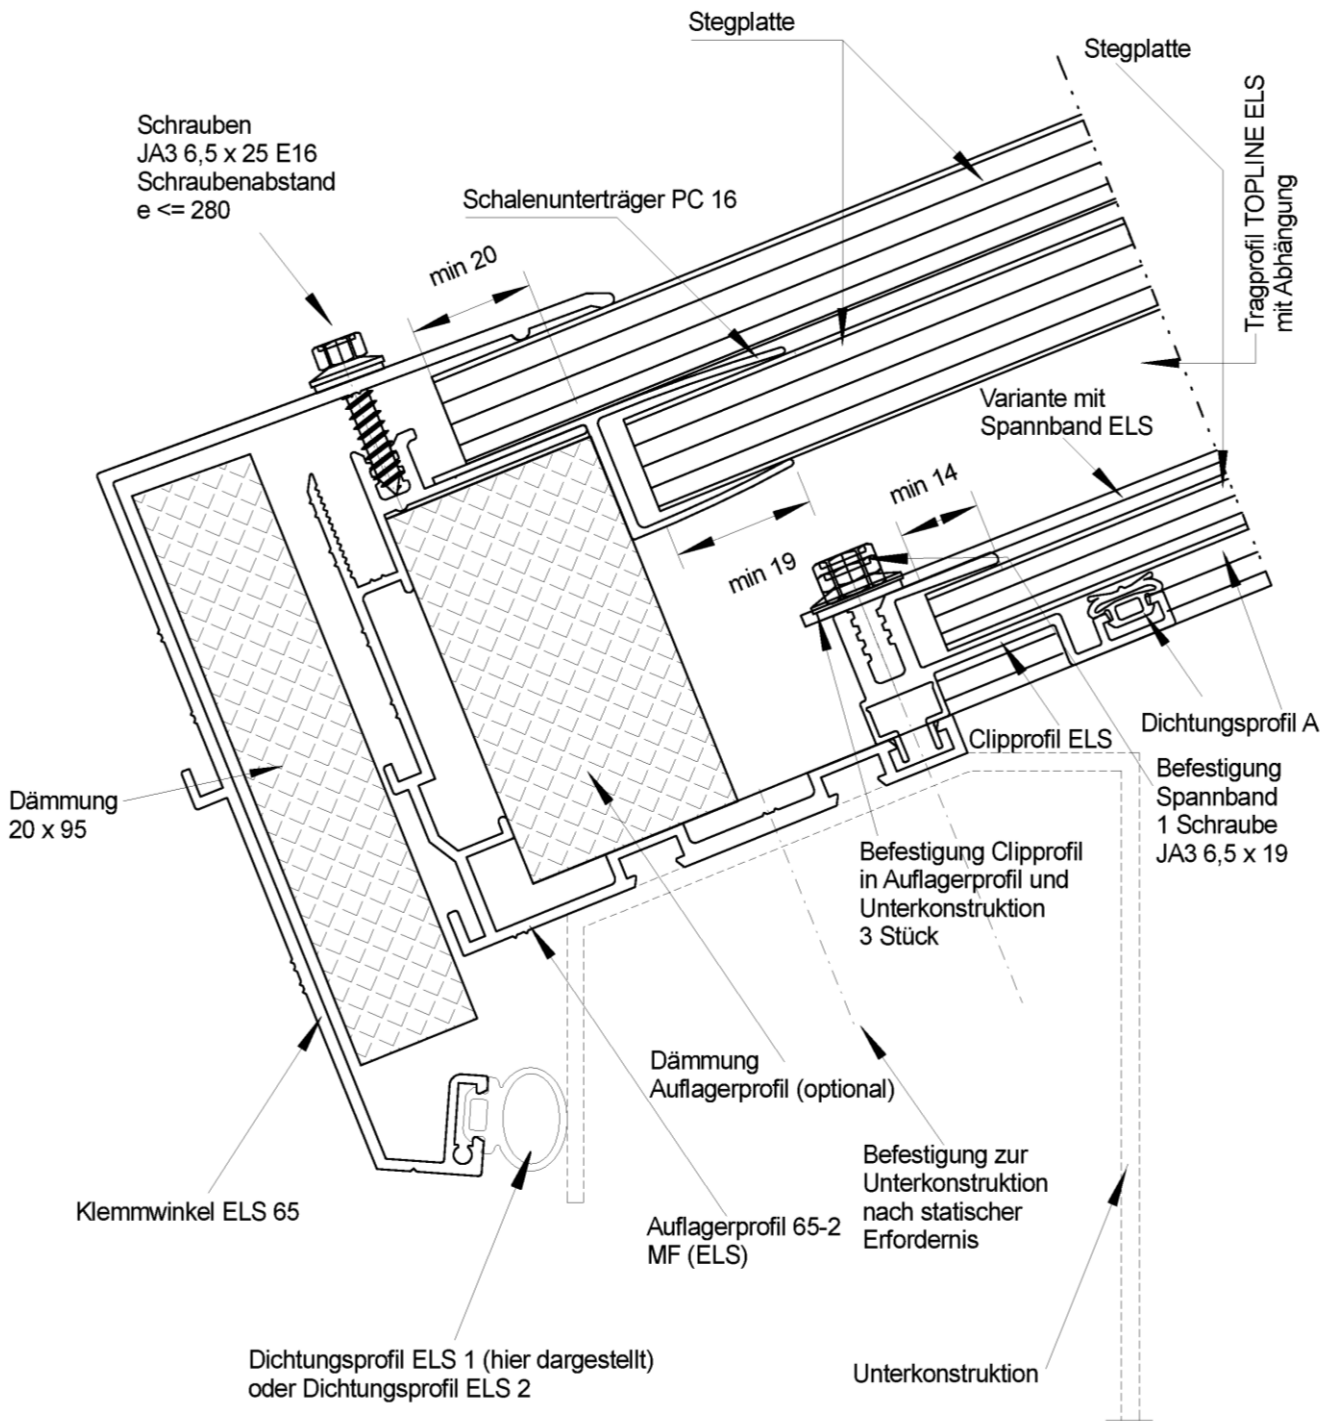 Stegplatte
Stegplatte
Schrauben
JA3 6,5 x 25 E16
Schraubenabstand
e <= 280
Schalenunterträger PC 16
min 20
Tragprofil TOPLINE ELS
mit Abhängung
Variante mit
Spannband ELS
min 14
min 19
Dichtungsprofil A
Clipprofil ELS
Befestigung
Spannband
1 Schraube
JA3 6,5 x 19
Dämmung
20 x 95
Befestigung Clipprofil
in Auflagerprofil und
Unterkonstruktion
3 Stück
Dämmung
Auflagerprofil (optional)
Befestigung zur
Unterkonstruktion
nach statischer
Erfordernis
Klemmwinkel ELS 65
Auflagerprofil 65-2
MF (ELS)
Dichtungsprofil ELS 1 (hier dargestellt)
oder Dichtungsprofil ELS 2
Unterkonstruktion